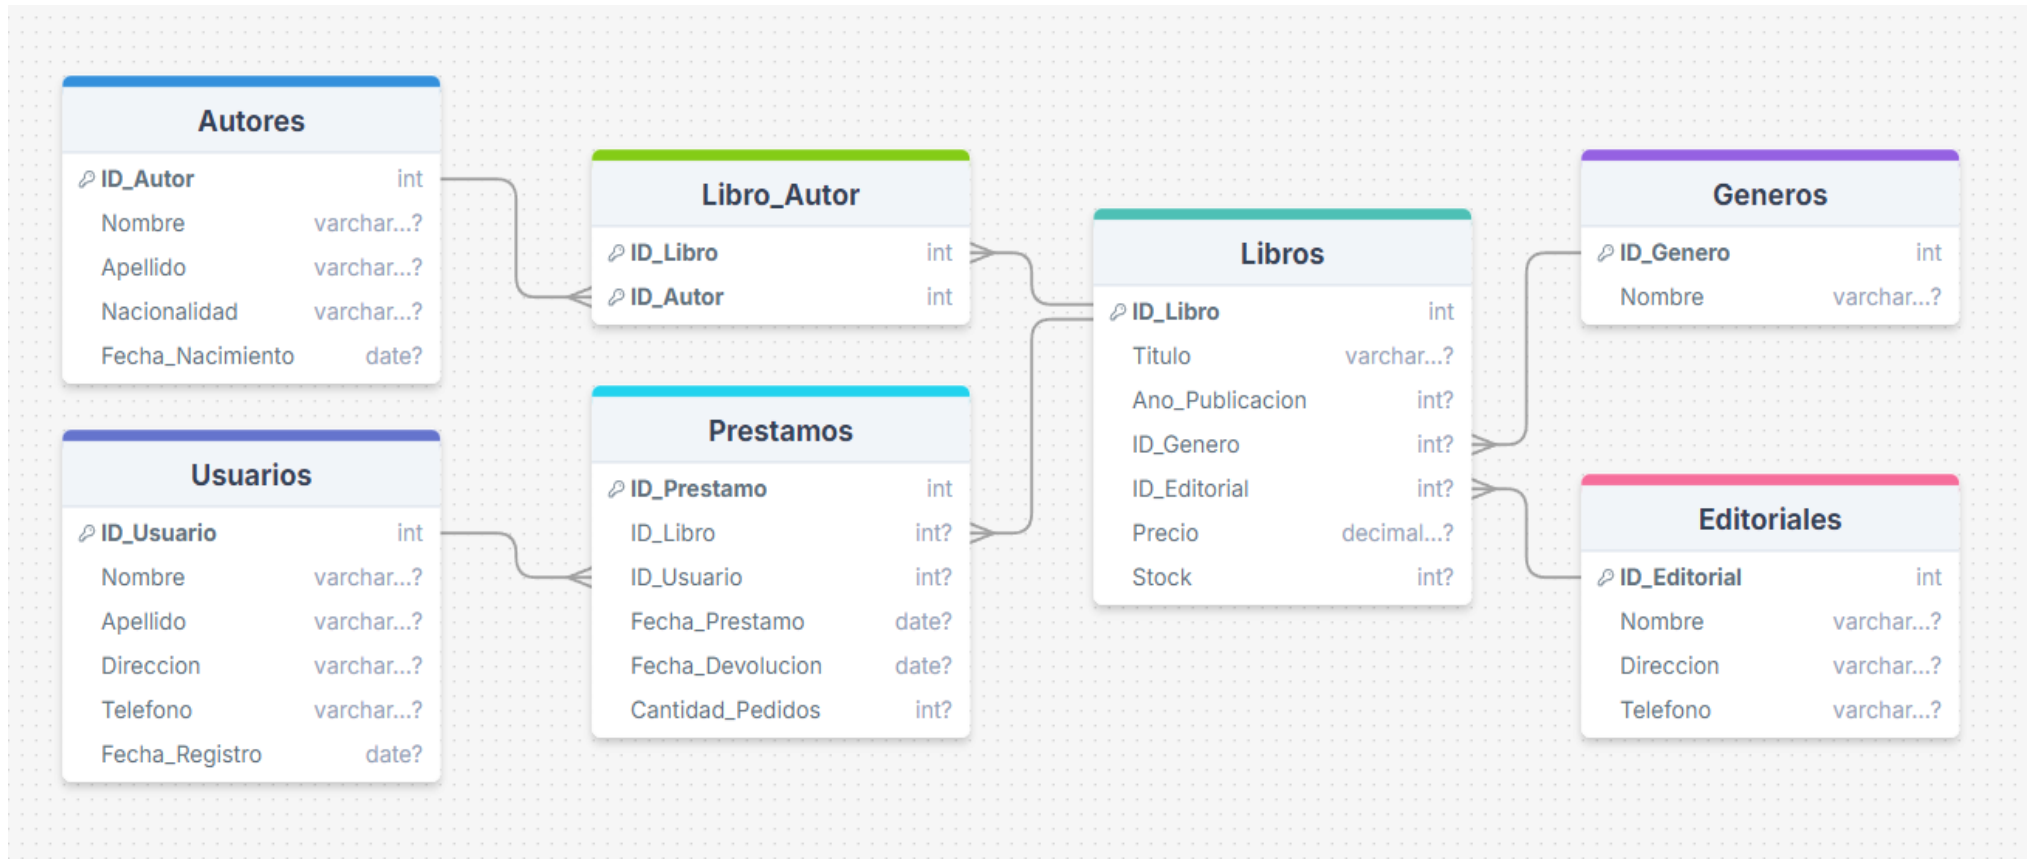 Autores
ID_Autor int
Nombre varchar...?
Apellido varchar...?
Nacionalidad varchar...?
Fecha_Nacimiento date?
Usuarios
ID_Usuario int
Nombre varchar...?
Apellido varchar...?
Direccion varchar...?
Telefono varchar...?
Fecha_Registro date?
Libro_Autor
ID_Libro int
ID_Autor int
Prestamos
ID_Prestamo int
ID_Libro int?
ID_Usuario int?
Fecha_Prestamo date?
Fecha_Devolucion date?
Cantidad_Pedidos int?
Libros
ID_Libro int
Titulo varchar...?
Ano_Publicacion int?
ID_Genero int?
ID_Editorial int?
Precio decimal...?
Stock int?
Generos
ID_Genero int
Nombre varchar...?
Editoriales
ID_Editorial int
Nombre varchar...?
Direccion varchar...?
Telefono varchar...?